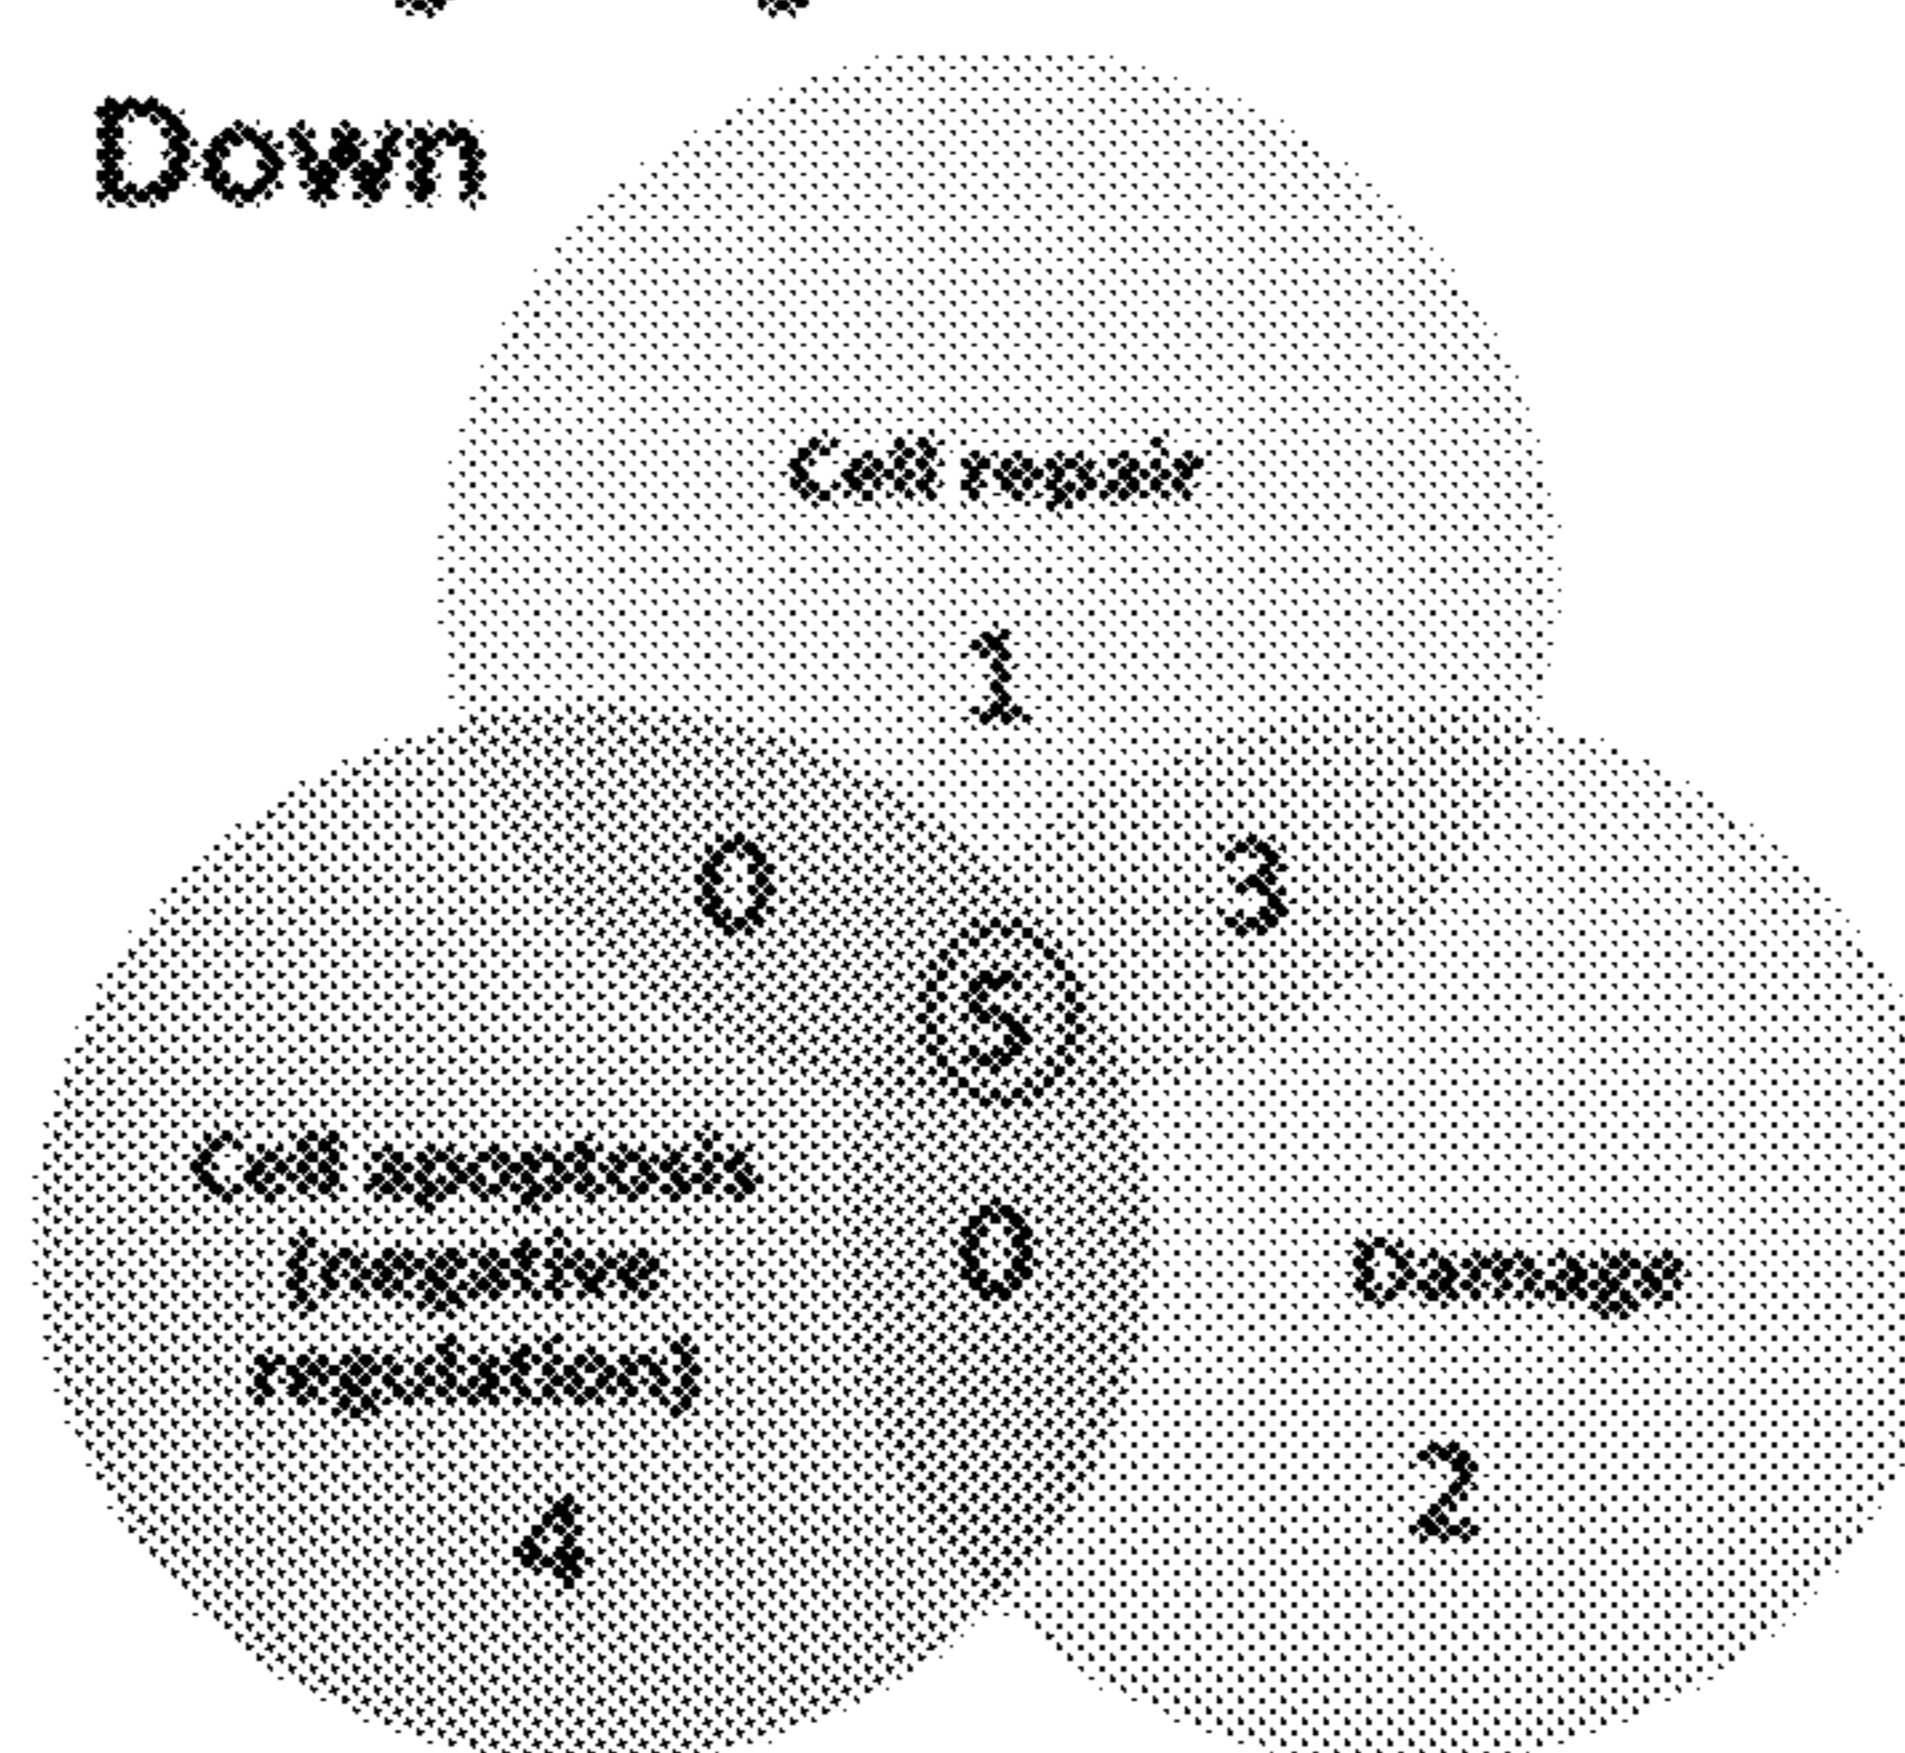 Down
Cell repair
1
0
3
5
Cell apoptosis
(negative
regulation)
0
Damage
2
4